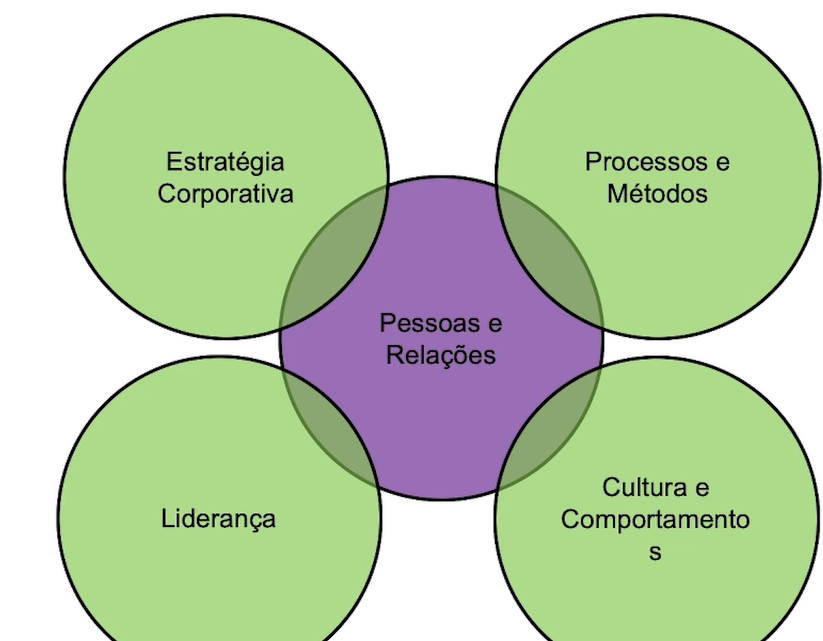 Estratégia
Corporativa
Processos e
Métodos
Pessoas e
Relações
Liderança
Cultura e
Comportamento
s